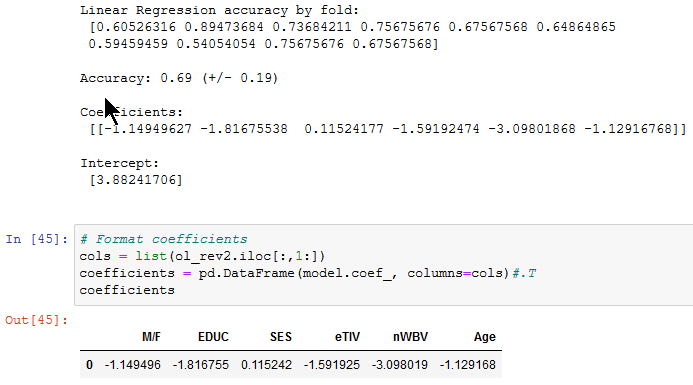 Linear Regression accuracy by fold:
[0.60526316 0.89473684 0.73684211 0.75675676 0.67567568 0.64864865
0.59459459 0.54054054 0.75675676 0.67567568]
Accuracy: 0.69 (+/- 0.19)
Coefficients:
[[-1.14949627 -1.81675538 0.11524177 -1.59192474 -3.09801868 -1.12916768]]
Intercept:
[3.88241706]
In [45]: # Format coefficients
cols = list(ol_rev2.iloc[:,1:])
coefficients = pd.DataFrame(model.coef_, columns=cols)#.T
coefficients
Out[45]:
M/F EDUC SES eTIV nWBV Age
0 -1.149496 -1.816755 0.115242 -1.591925 -3.098019 -1.129168